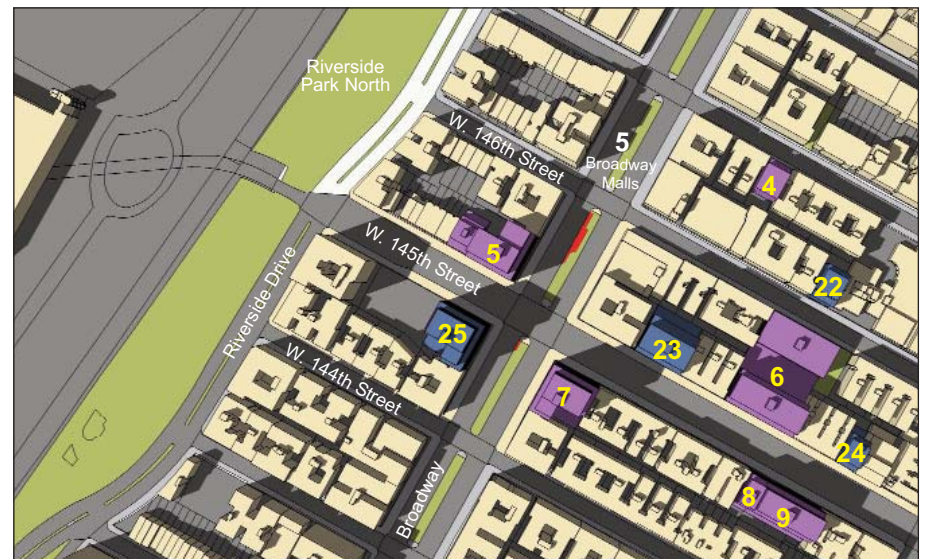 Riverside
Park North
W. 146th Street
5
Broadway
Malls
4
5
W. 145th Street
22
Riverside Drive
25
23
6
W. 144th Street
7
24
8
9
Broadway